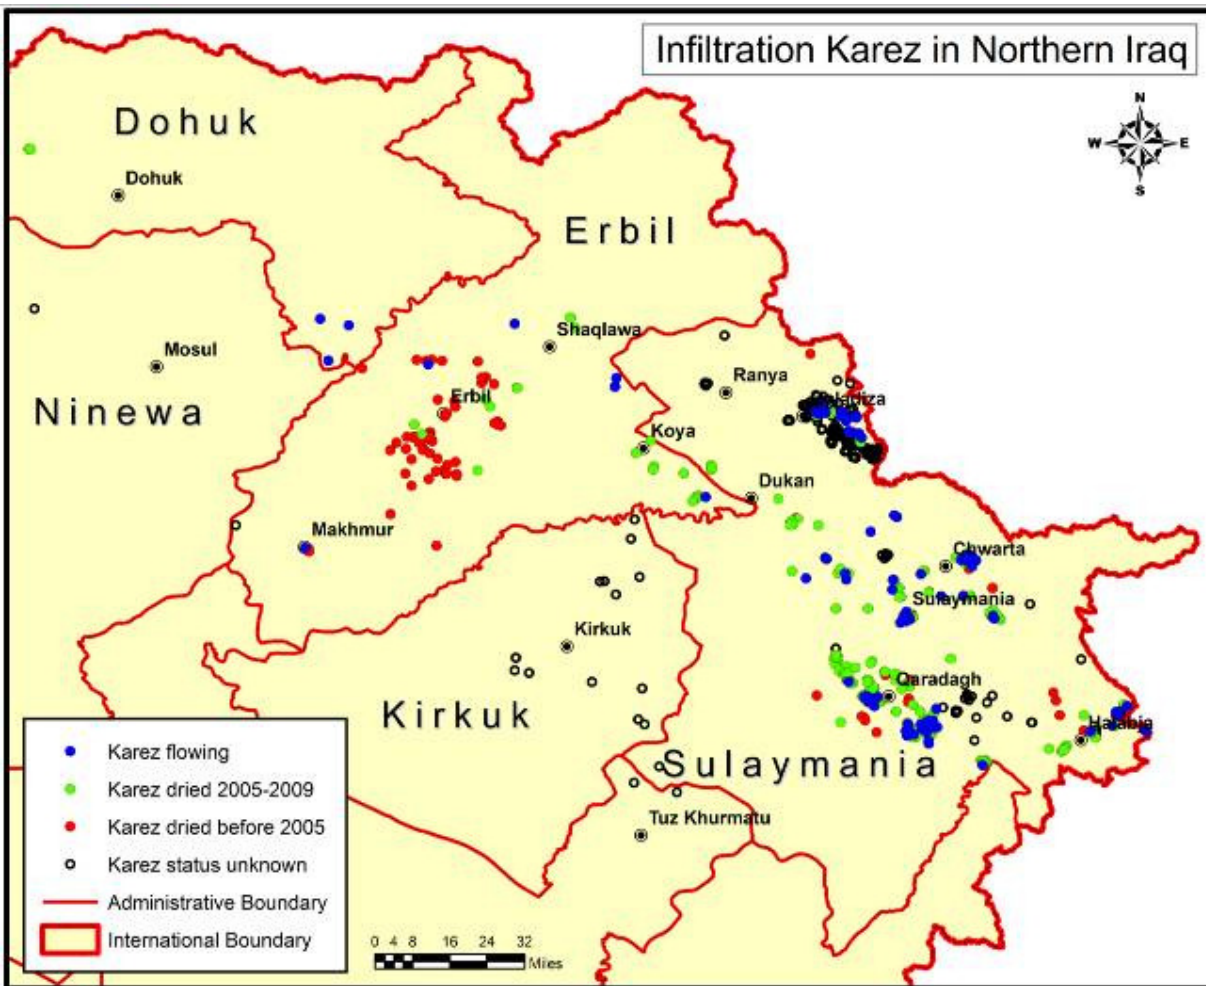 Infiltration Karez in Northern Iraq
N
W E
S
Dohuk
Dohuk
Erbil
Shaqlawa
Mosul
Ranya
Ninewa
Erbil
Koya
Dukan
Makhmur
Chwarta
Sulaymania
Kirkuk
Qaradagh
Kirkuk
Sulaymania
Tuz Khurmatu
Karez flowing
Karez dried 2005-2009
Karez dried before 2005
Karez status unknown
Administrative Boundary
International Boundary
0 4 8 16 24 32
Miles